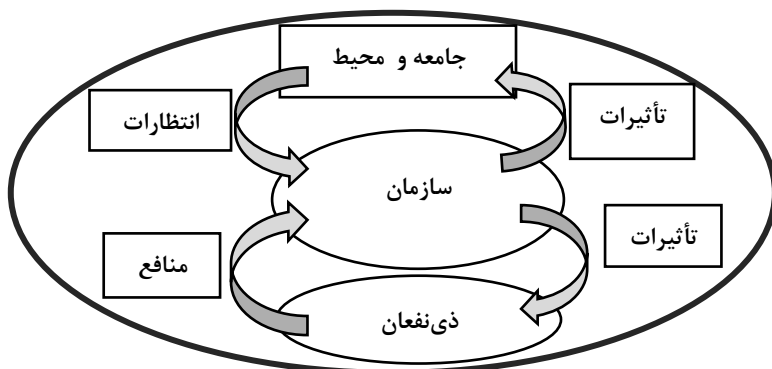 جامعه و محیط
تأثیرات
انتظارات
سازمان
تأثیرات
منافع
ذی‌نفعان